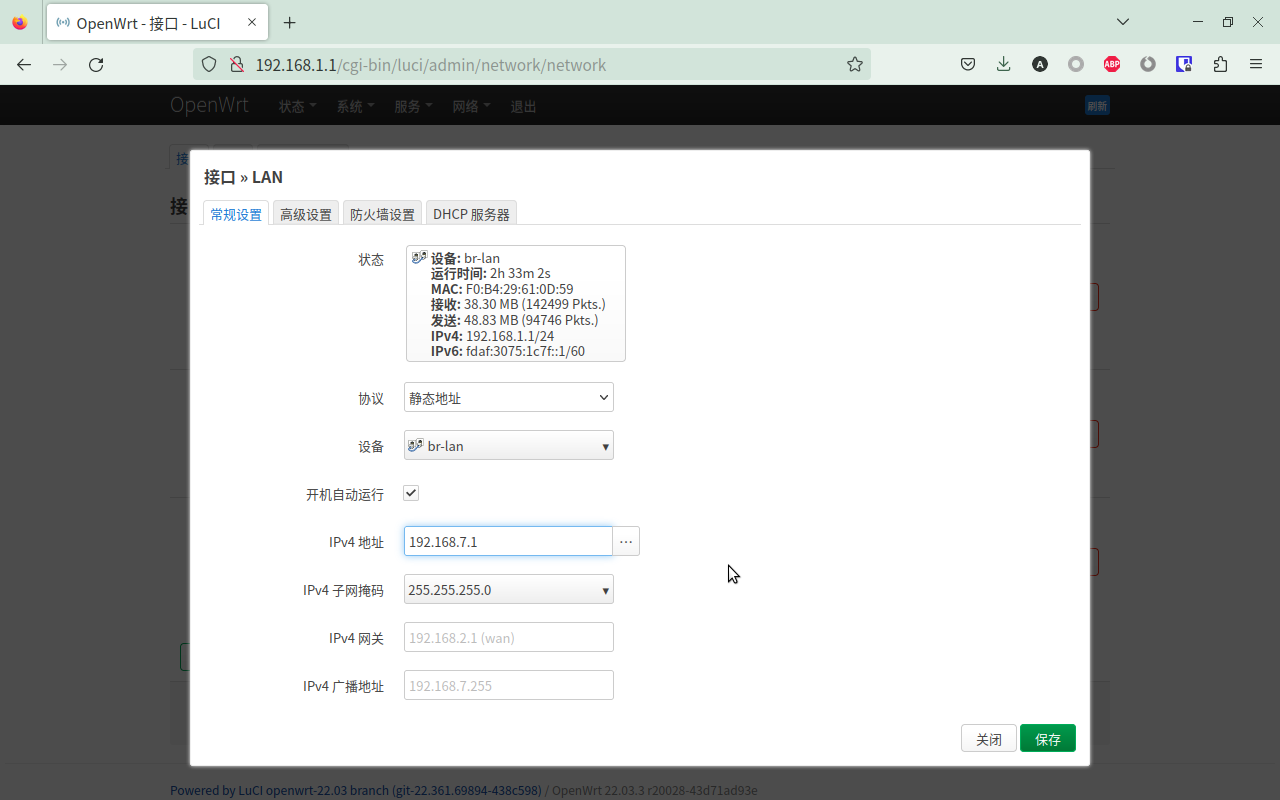 OpenWrt - 接口 - LuCI
192.168.1.1/cgi-bin/luci/admin/network/network
ABP
OpenWrt 状态 系统 服务 网络 退出 刷新
接
接
接口 » LAN
常规设置 高级设置 防火墙设置 DHCP 服务器
状态
设备: br-lan
运行时间: 2h 33m 2s
MAC: F0:B4:29:61:0D:59
接收: 38.30 MB (142499 Pkts.)
发送: 48.83 MB (94746 Pkts.)
IPv4: 192.168.1.1/24
IPv6: fdaf:3075:1c7f::1/60
协议 静态地址
设备 br-lan
开机自动运行
IPv4 地址 192.168.7.1 ...
IPv4 子网掩码 255.255.255.0
IPv4 网关 192.168.2.1 (wan)
IPv4 广播地址 192.168.7.255
关闭 保存
Powered by LuCI openwrt-22.03 branch (git-22.361.69894-438c598) / OpenWrt 22.03.3 r20028-43d71ad93e